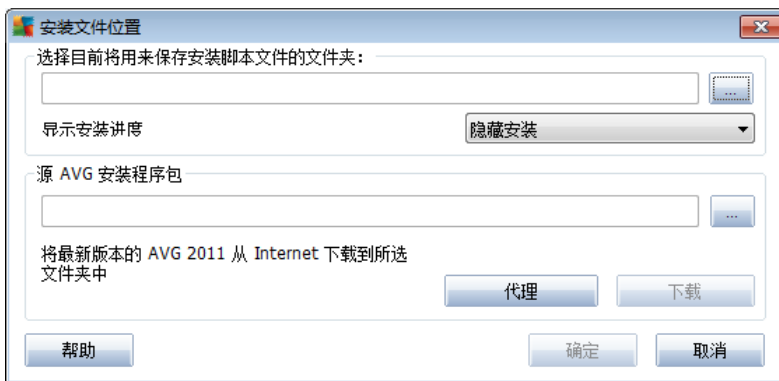 安装文件位置
选择目前将用来保存安装脚本文件的文件夹：
...
显示安装进度
隐藏安装
源 AVG 安装程序包
...
将最新版本的 AVG 2011 从 Internet 下载到所选
文件夹中
代理
下载
帮助
确定
取消